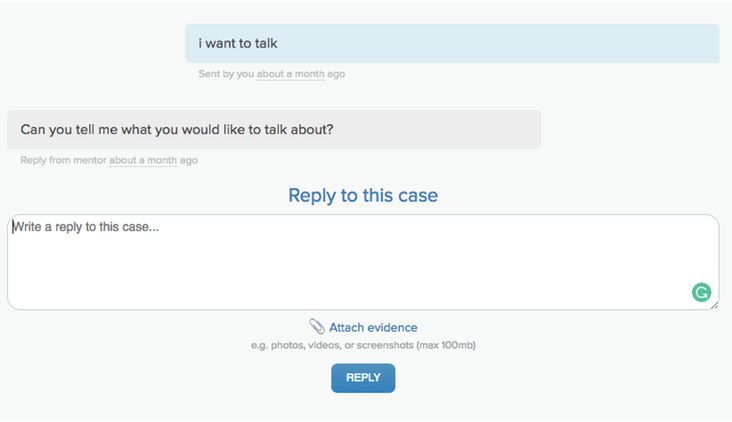 i want to talk
Sent by you about a month ago
Can you tell me what you would like to talk about?
Reply from mentor about a month ago
Reply to this case
Write a reply to this case...
Attach evidence
e.g. photos, videos, or screenshots (max 100mb)
REPLY